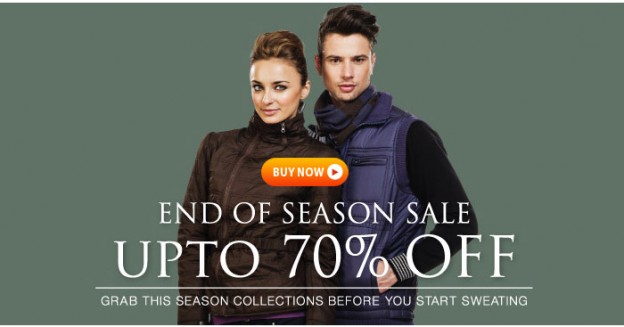 BUY NOW
END OF SEASON SALE
UPTO 70% OFF
GRAB THIS SEASON COLLECTIONS BEFORE YOU START SWEATING